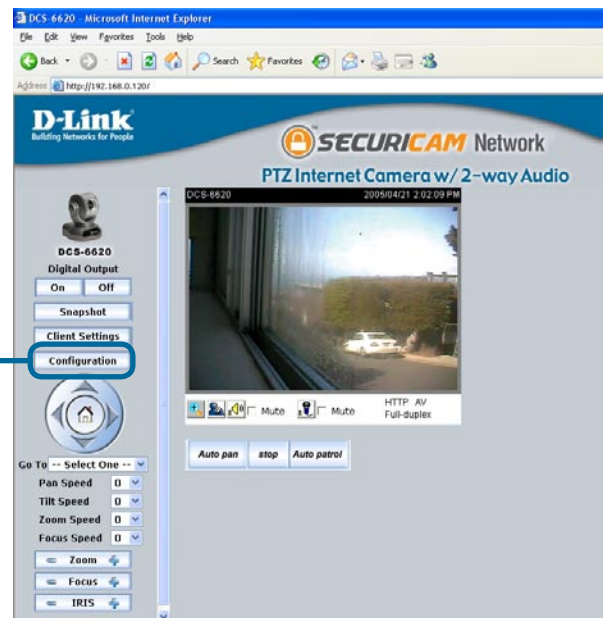 DCS-6620 - Microsoft Internet Explorer
File Edit View Favorites Tools Help
Back Search Favorites
Address http://192.168.0.120/
D-Link
Building Networks for People
SECURICAM Network
PTZ Internet Camera w/ 2-way Audio
DCS-6620 2005/04/21 2:02:09 PM
DCS-6620
Digital Output
On Off
Snapshot
Client Settings
Configuration
Mute Mute HTTP AV
Full-duplex
Auto pan stop Auto patrol
Go To -- Select One --
Pan Speed 0
Tilt Speed 0
Zoom Speed 0
Focus Speed 0
Zoom
Focus
IRIS